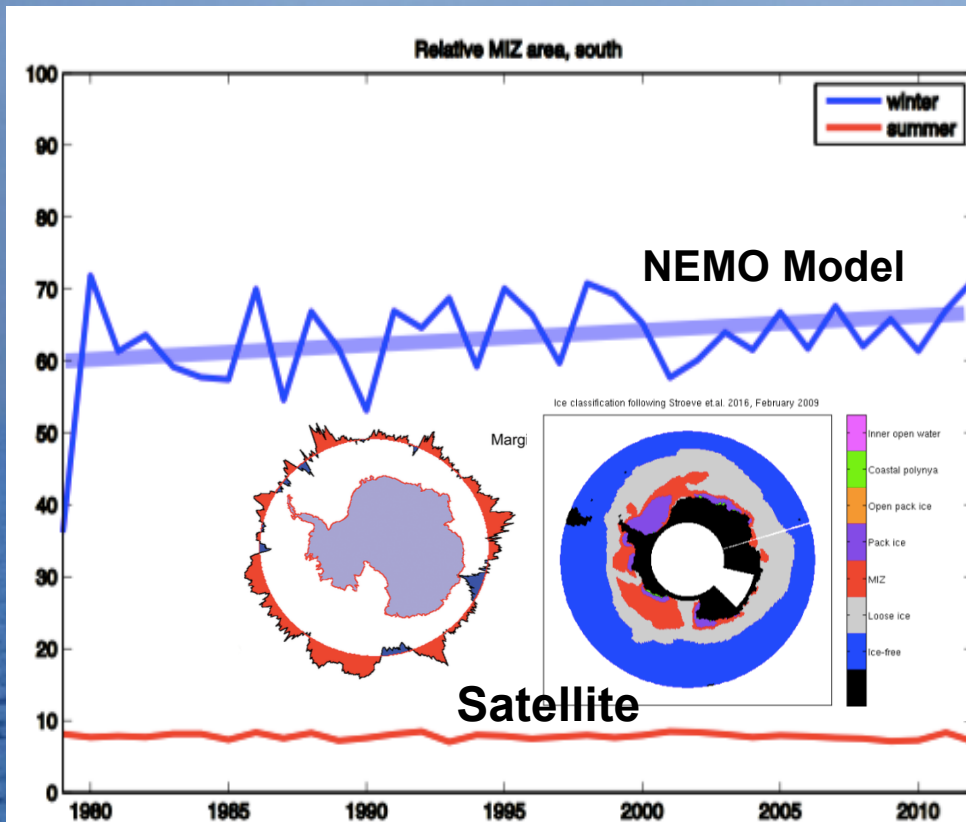 Relative MIZ area, south
100
90
80
70
60
50
40
30
20
10
0
winter
summer
NEMO Model
Ice classification following Stroeve et.al. 2016, February 2009
Margi
Inner open water
Coastal polynya
Open pack ice
Pack ice
MIZ
Loose ice
Ice-free
Satellite
1980
1985
1990
1995
2000
2005
2010